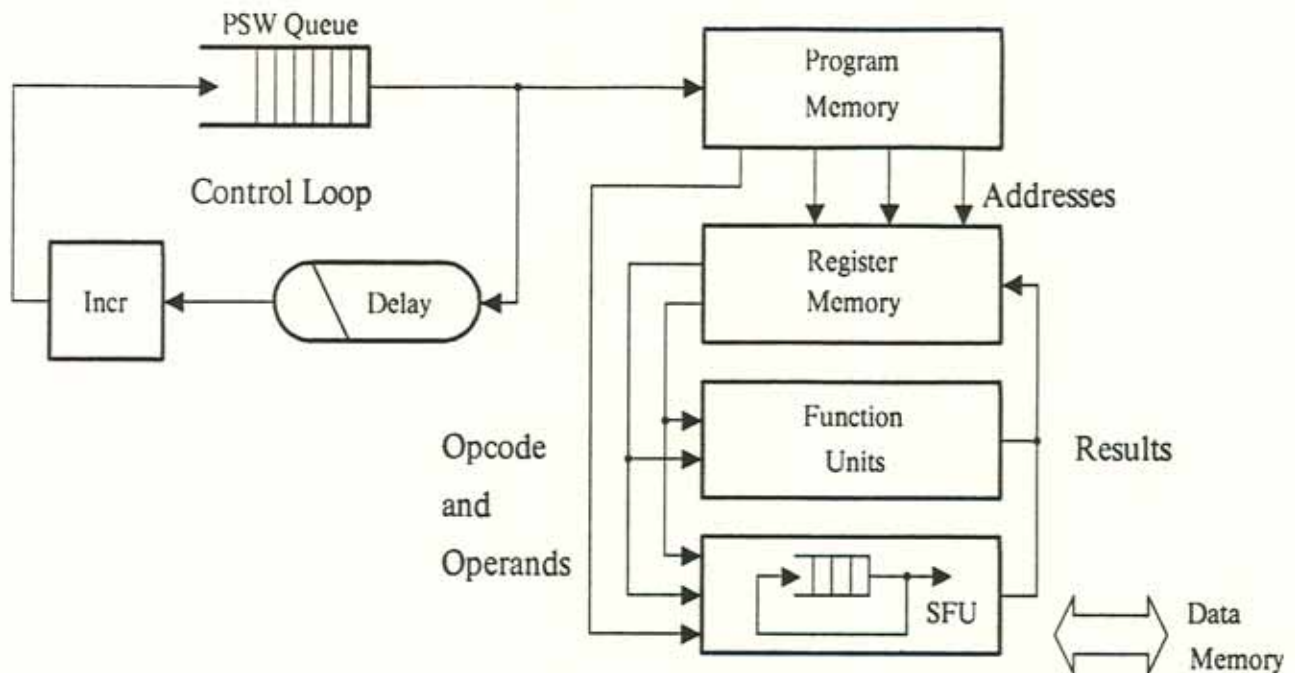 PSW Queue
Program
Memory
Control Loop
Addresses
Register
Memory
Incr
Delay
Function
Units
Opcode
and
Operands
Results
SFU
Data
Memory